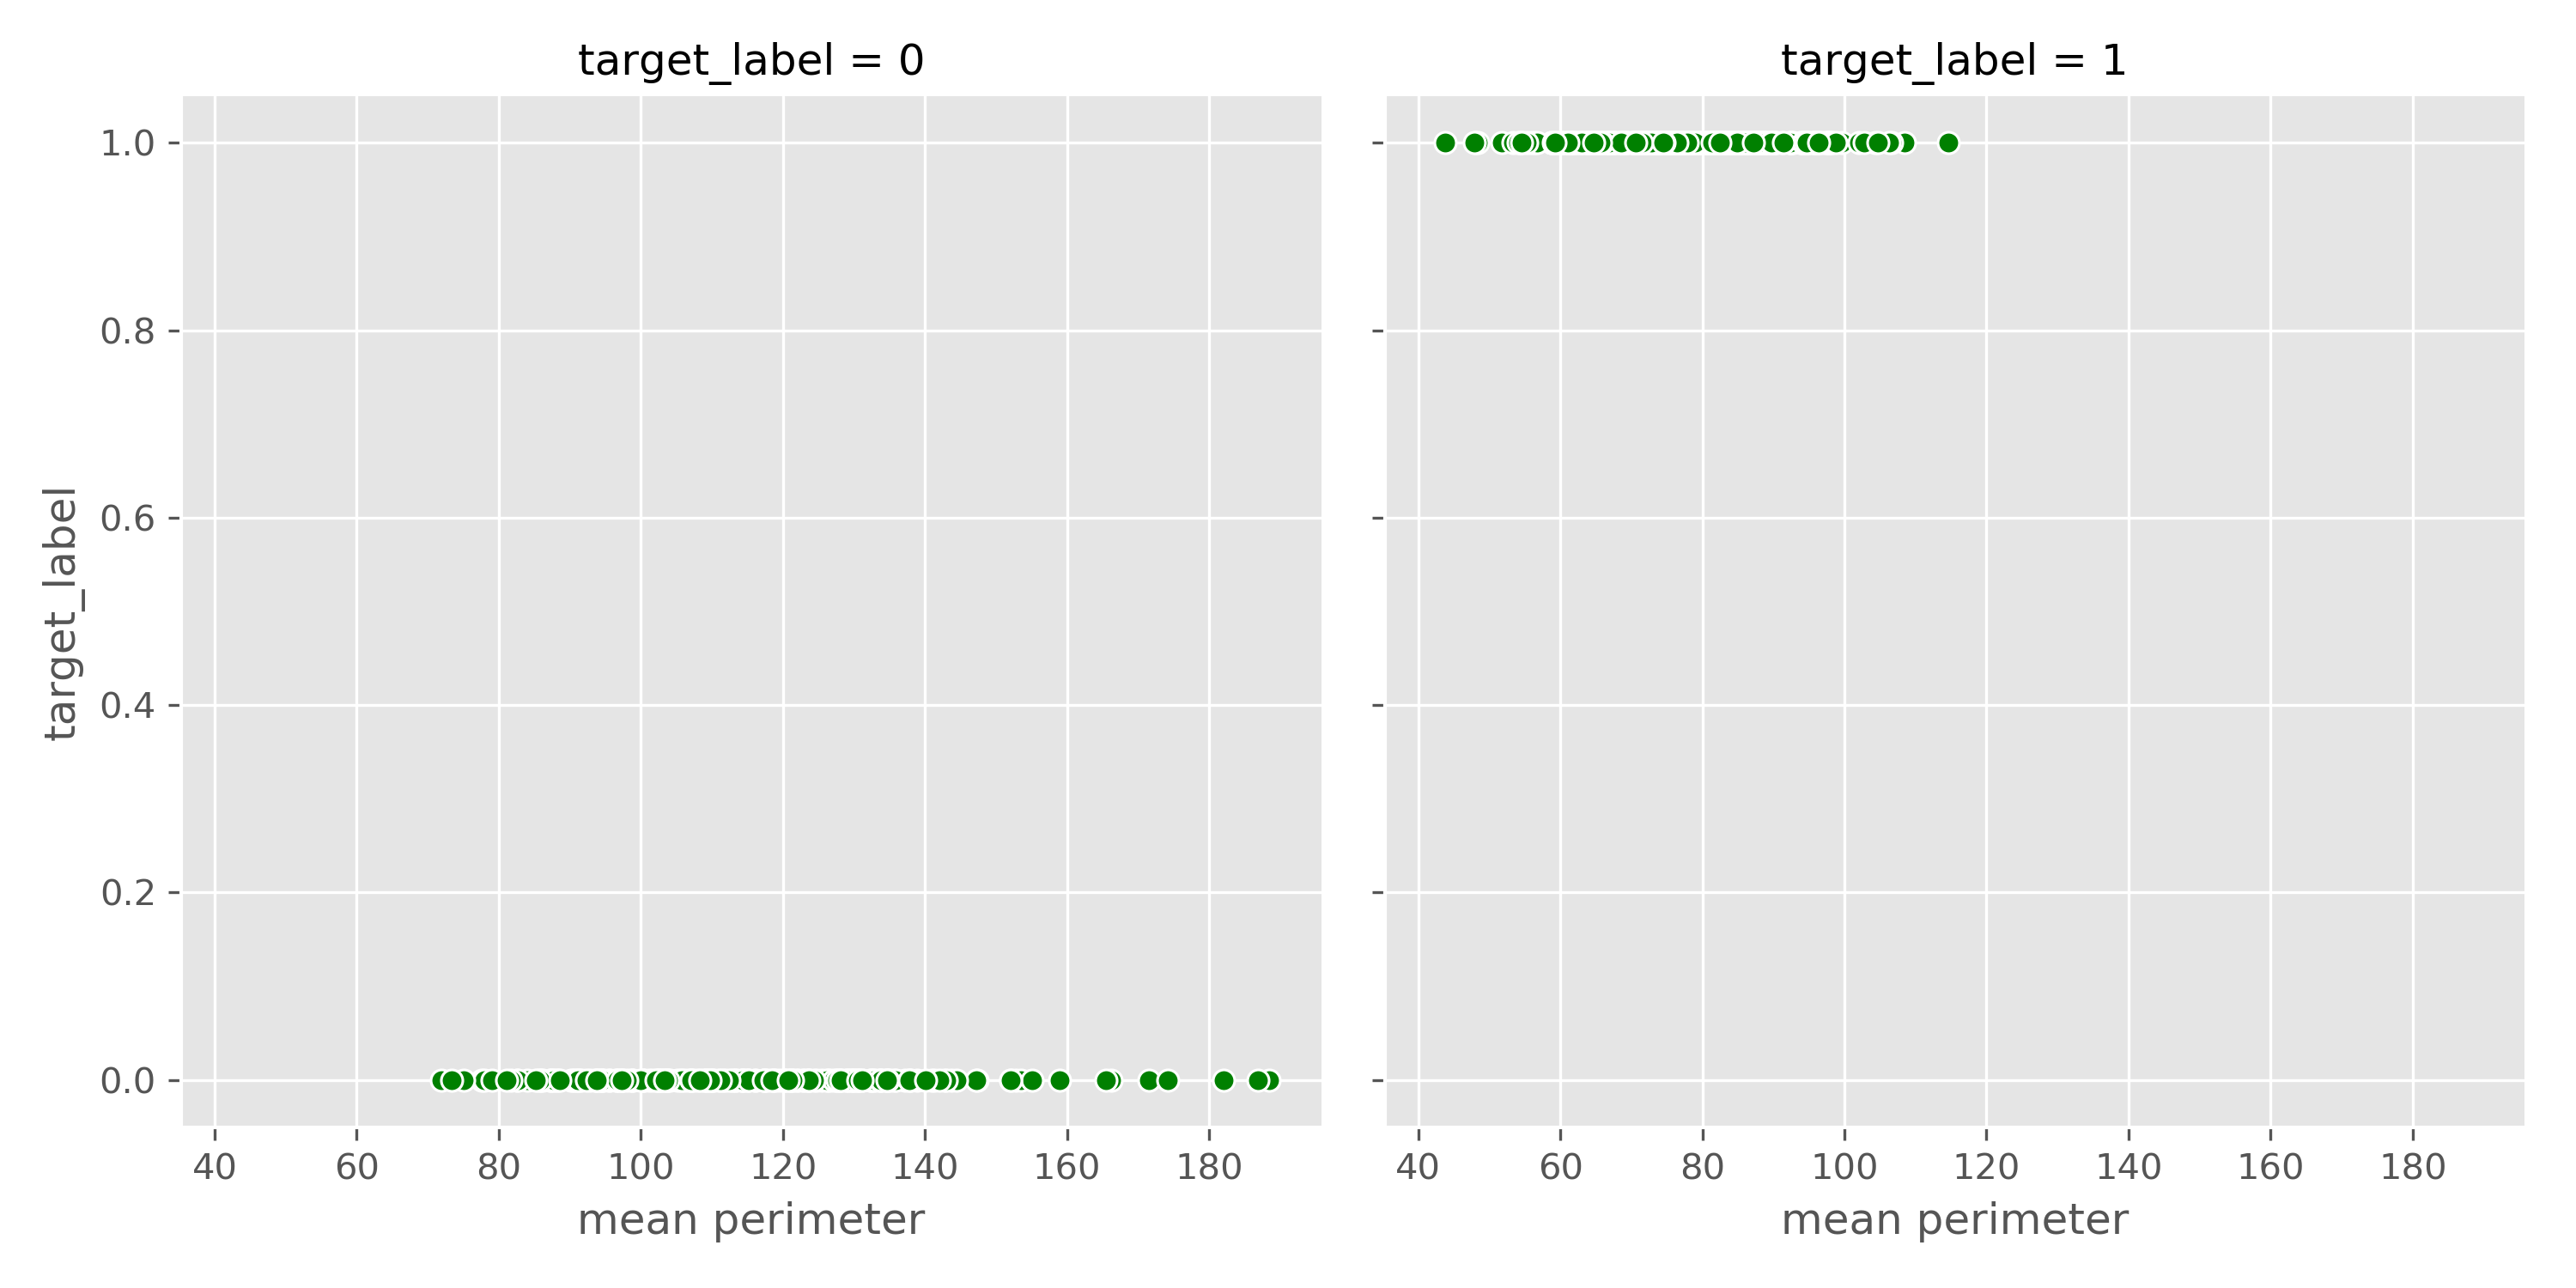 target_label = 0
target_label = 1
1.0
0.8
0.6
0.4
0.2
0.0
target_label
40 60 80 100 120 140 160 180
40 60 80 100 120 140 160 180
mean perimeter
mean perimeter